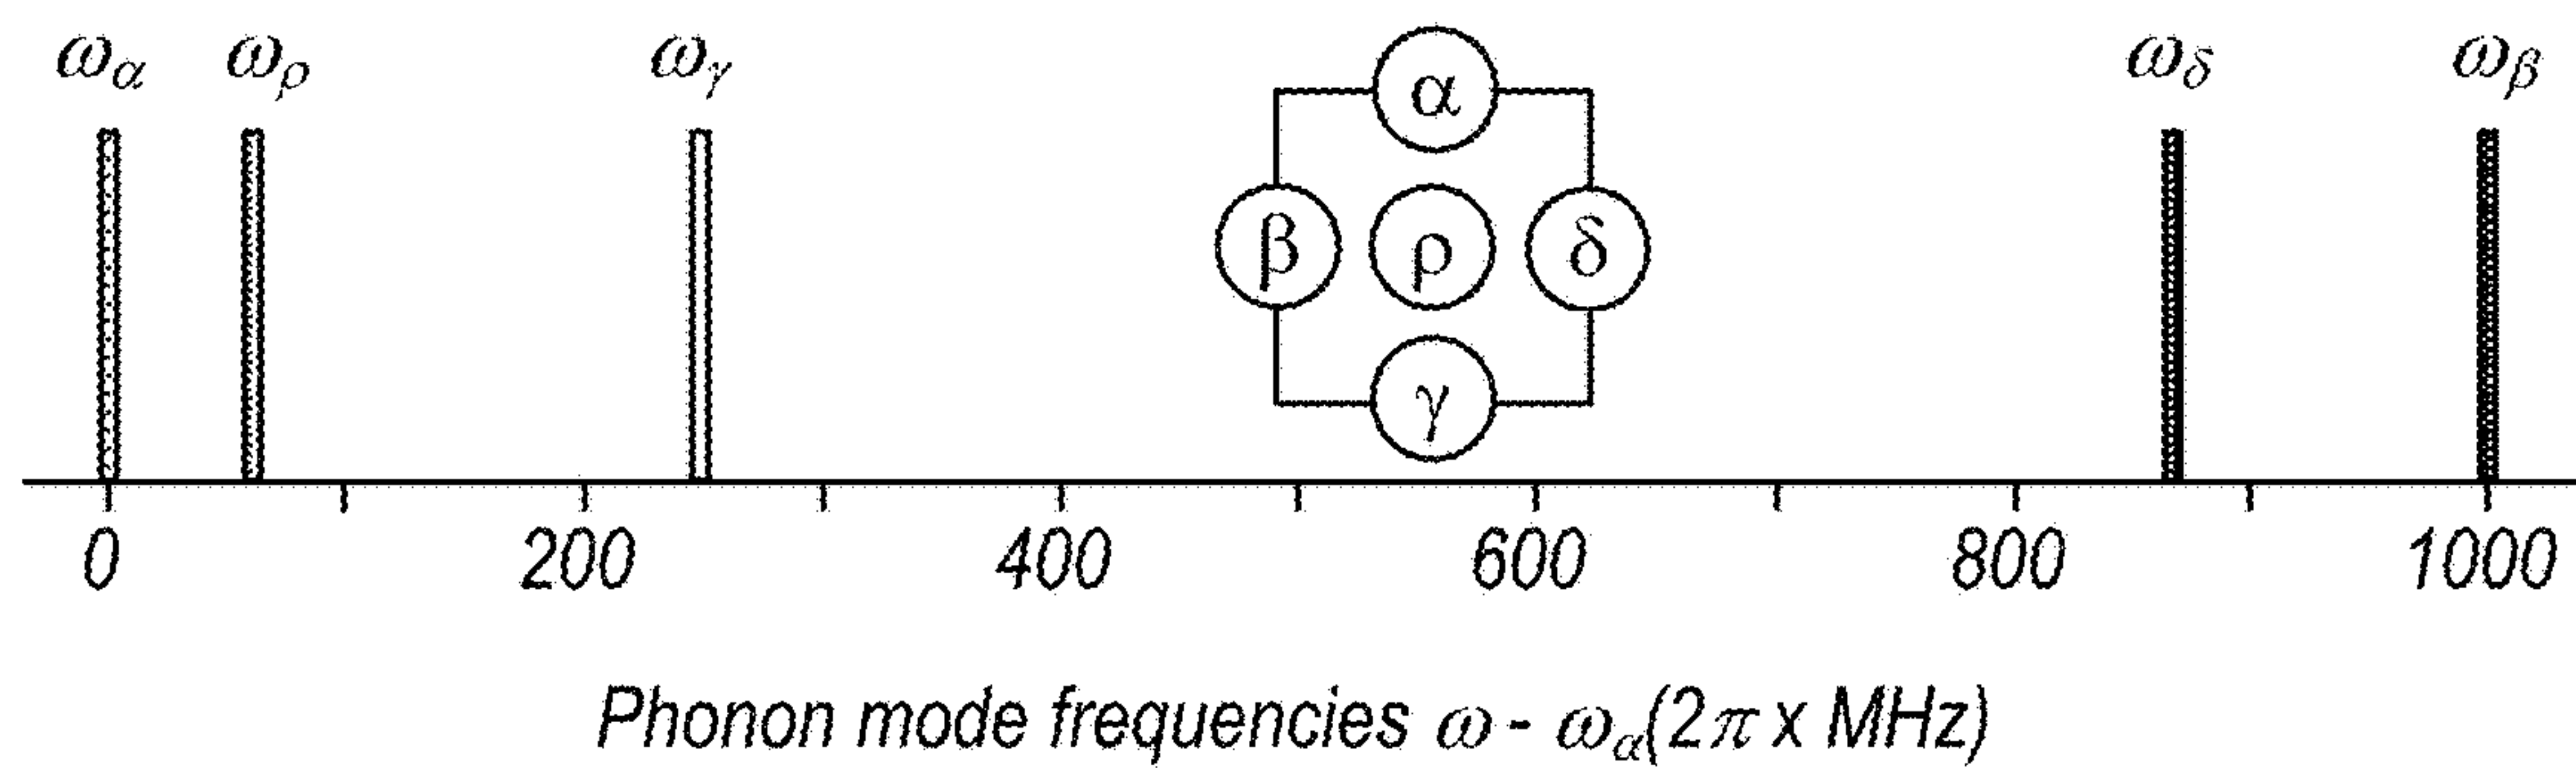 ωα ωρ ωγ ωδ ωβ
α
β ρ δ
γ
0 200 400 600 800 1000
Phonon mode frequencies ω - ωα(2π x MHz)